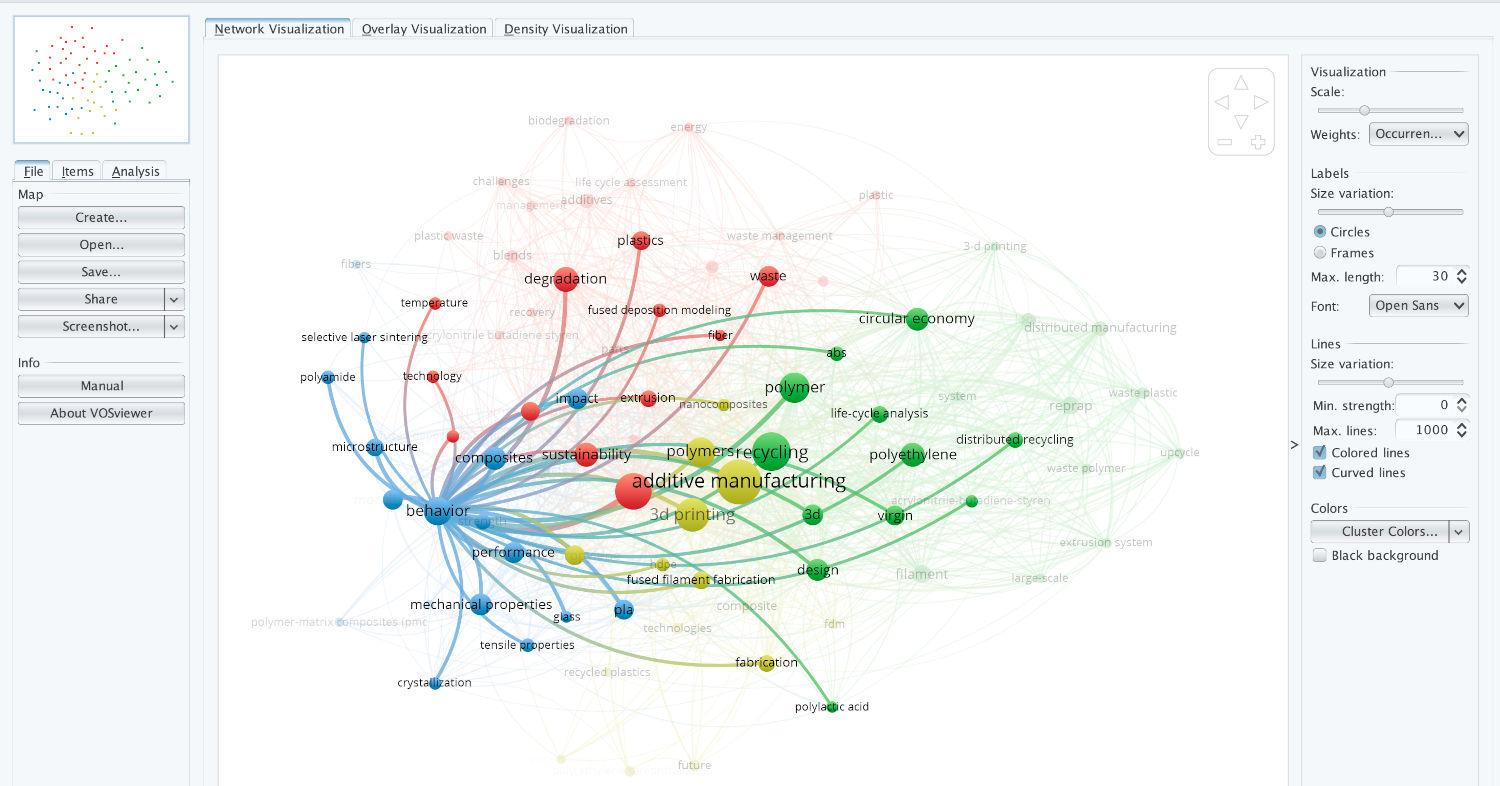 Network Visualization
Overlay Visualization
Density Visualization
File
Items
Analysis
Map
Create...
Open...
Save...
Share
Screenshot...
Info
Manual
About VOSviewer
biodegradation
energy
challenges
life cycle assessment
management
additives
plastic
plastic waste
waste management
plastics
3-d printing
blends
fibers
degradation
waste
temperature
recovery
fused deposition modeling
circular economy
distributed manufacturing
selective laser sintering
acrylonitrile butadiene styren
fiber
parts
abs
polyamide
technology
polymer
impact
extrusion
nanocomposites
system
reprap
waste plastic
life-cycle analysis
microstructure
distributed recycling
composites
sustainability
polymers
recycling
polyethylene
upcycle
waste polymer
additive manufacturing
behavior
strength
3d printing
3d
virgin
acrylonitrile-butadiene-styren
performance
extrusion system
hdpe
fused filament fabrication
design
filament
large-scale
mechanical properties
glass
pla
composite
polymer-matrix composites (pmc
technologies
fdm
tensile properties
fabrication
recycled plastics
crystallization
polylactic acid
future
Visualization
Scale:
Weights:
Occurren...
Labels
Size variation:
Circles
Frames
Max. length:
30
Font:
Open Sans
Lines
Size variation:
Min. strength:
0
Max. lines:
1000
Colored lines
Curved lines
Colors
Cluster Colors...
Black background